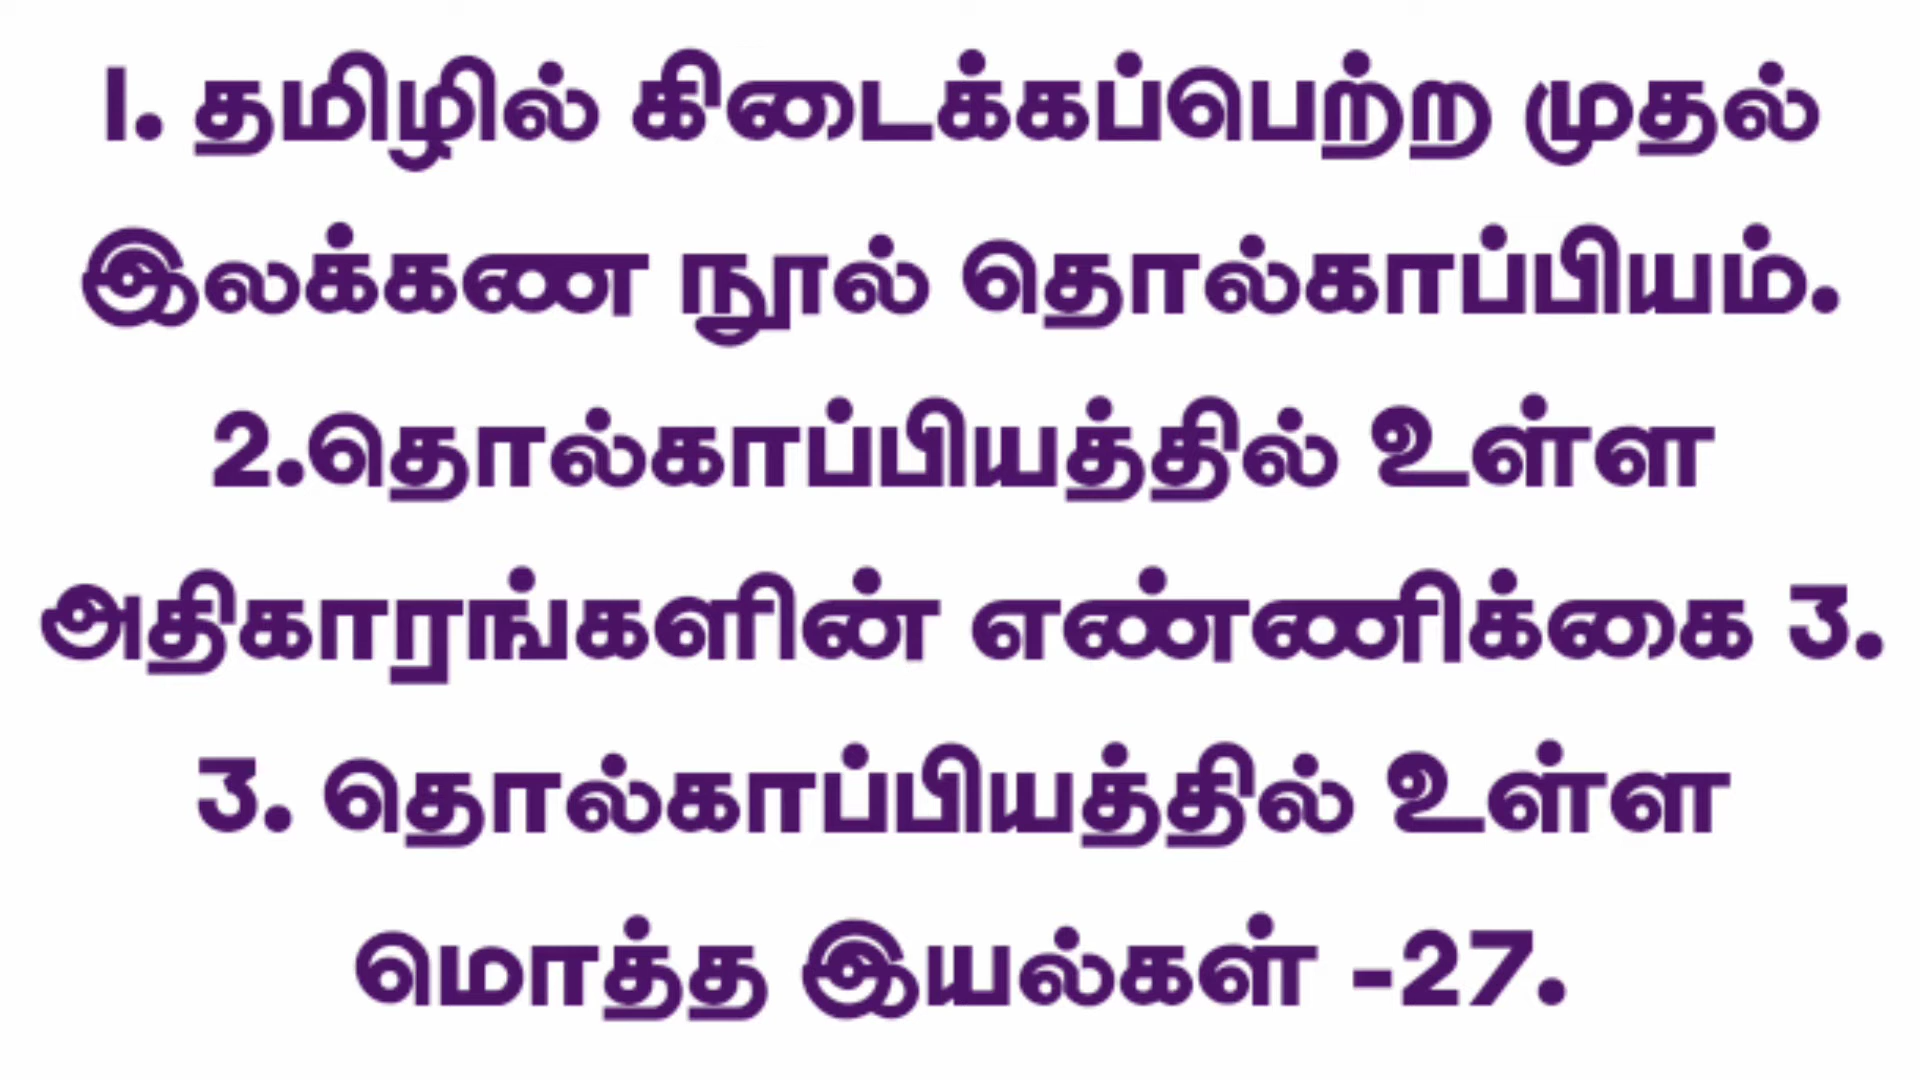 1. தமிழில் கிடைக்கப்பெற்ற முதல்
இலக்கண நூல் தொல்காப்பியம்.
2.தொல்காப்பியத்தில் உள்ள
அதிகாரங்களின் எண்ணிக்கை 3.
3. தொல்காப்பியத்தில் உள்ள
மொத்த இயல்கள் -27.